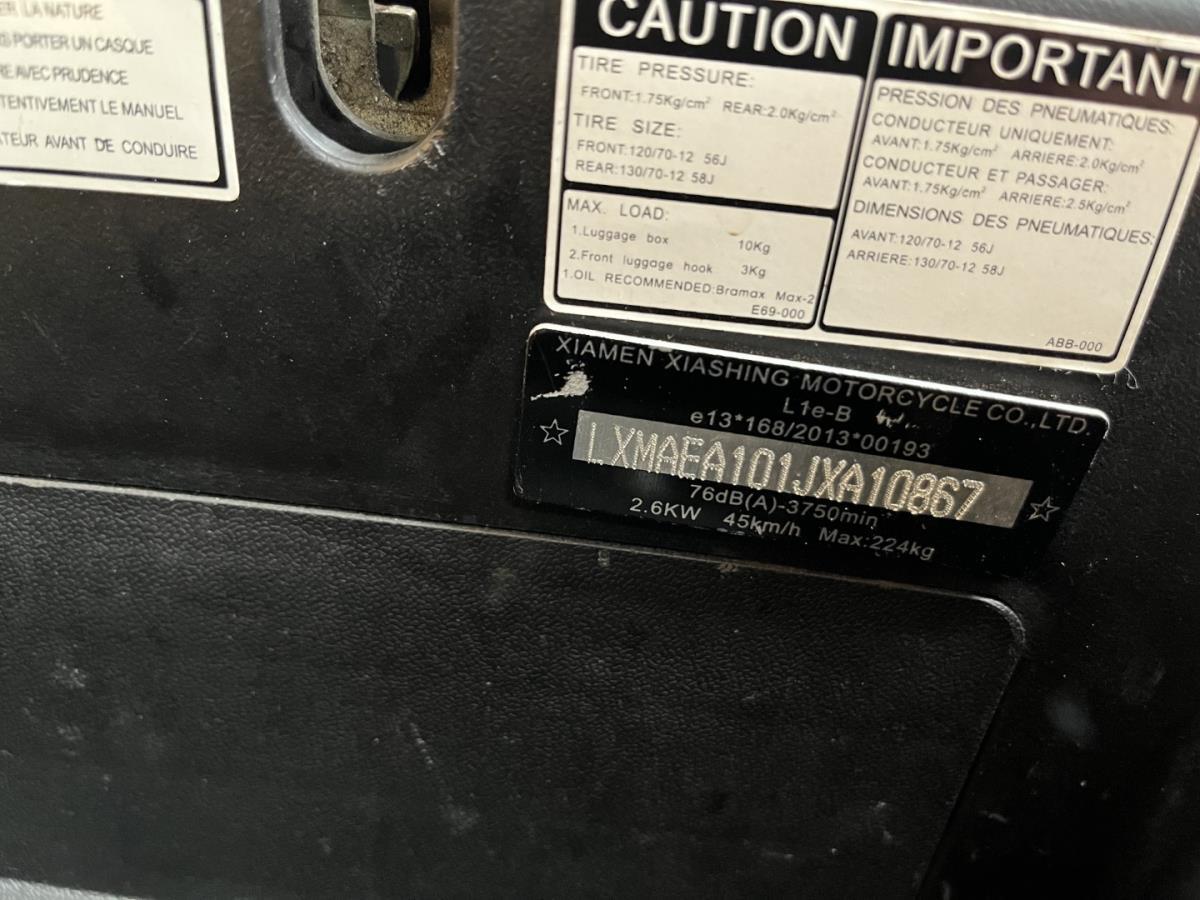 LA NATURE
PORTER UN CASQUE
AVEC PRUDENCE
LE MANUEL
AVANT DE CONDUIRE
CAUTION
TIRE PRESSURE:
FRONT:1.75Kg/cm² REAR:2.0Kg/cm²
TIRE SIZE:
FRONT:120/70-12 56J
REAR:130/70-12 58J
MAX. LOAD:
1.Luggage box 10Kg
2.Front luggage hook 3Kg
1.OIL RECOMMENDED:Bramax Max-2
E69-000
IMPORTANT
PRESSION DES PNEUMATIQUES:
CONDUCTEUR UNIQUEMENT:
AVANT:1.75Kg/cm² ARRIERE:2.0Kg/cm²
CONDUCTEUR ET PASSAGER:
AVANT:1.75Kg/cm² ARRIERE:2.5Kg/cm²
DIMENSIONS DES PNEUMATIQUES:
AVANT:120/70-12 56J
ARRIERE:130/70-12 58J
ABB-000
XIAMEN XIASHING MOTORCYCLE CO.,LTD.
L1e-B
e13*168/2013*00193
☆ LXMAEA101JXA10867 ☆
76dB(A)-3750min
2.6KW 45km/h Max:224kg